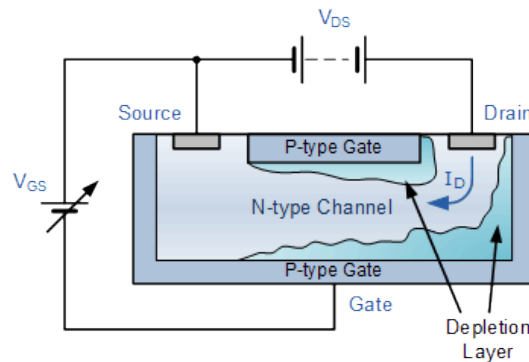 VDS
Source
Drain
P-type Gate
VGS
ID
N-type Channel
P-type Gate
Gate
Depletion
Layer